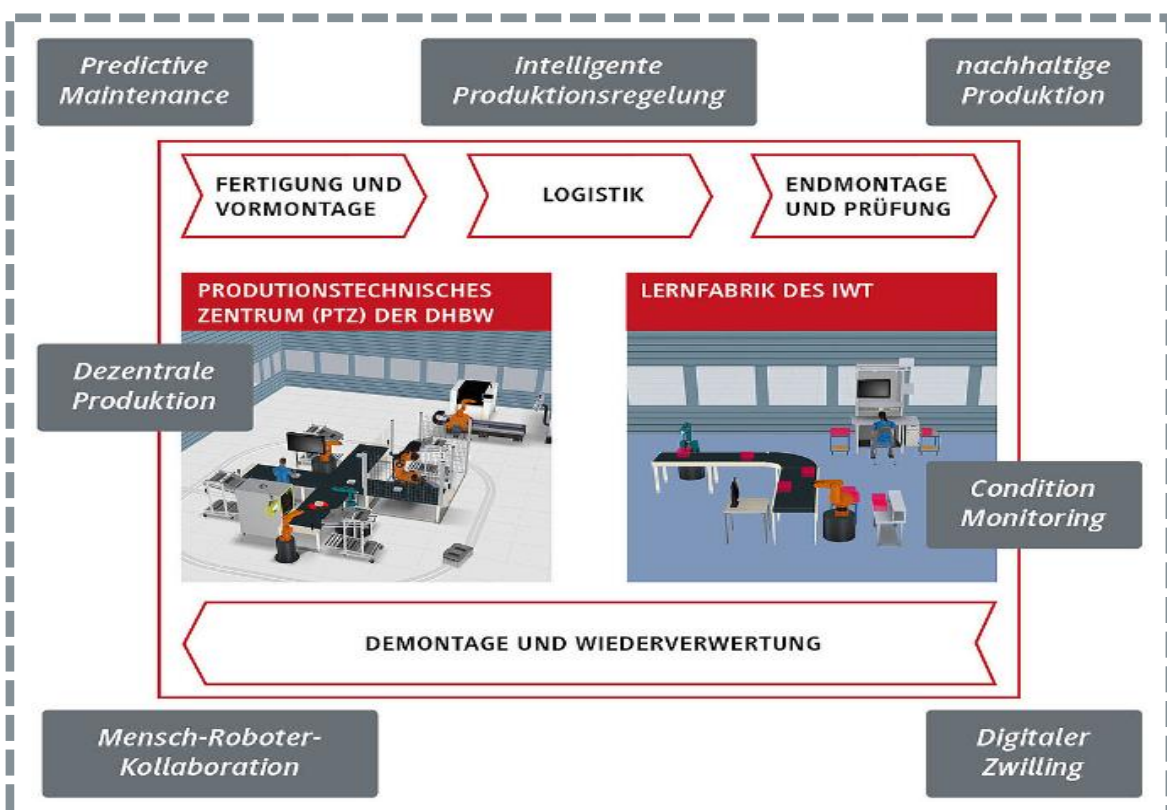 Predictive
Maintenance
intelligente
Produktionsregelung
nachhaltige
Produktion
FERTIGUNG UND
VORMONTAGE
LOGISTIK
ENDMONTAGE
UND PRÜFUNG
PRODUTIONSTECHNISCHES
ZENTRUM (PTZ) DER DHBW
LERNFABRIK DES IWT
Dezentrale
Produktion
Condition
Monitoring
DEMONTAGE UND WIEDERVERWERTUNG
Mensch-Roboter-
Kollaboration
Digitaler
Zwilling